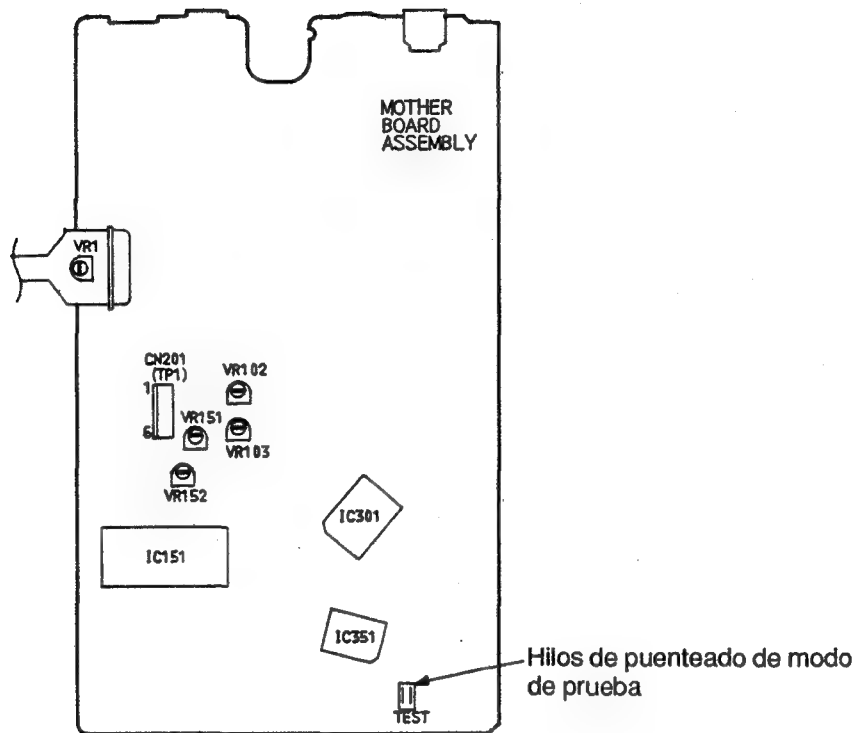 MOTHER
BOARD
ASSEMBLY
VR1
CN201
(TP1)
1
6
VR102
VR151
VR103
VR152
IC301
IC151
IC351
Hilos de puenteado de modo
de prueba
TEST